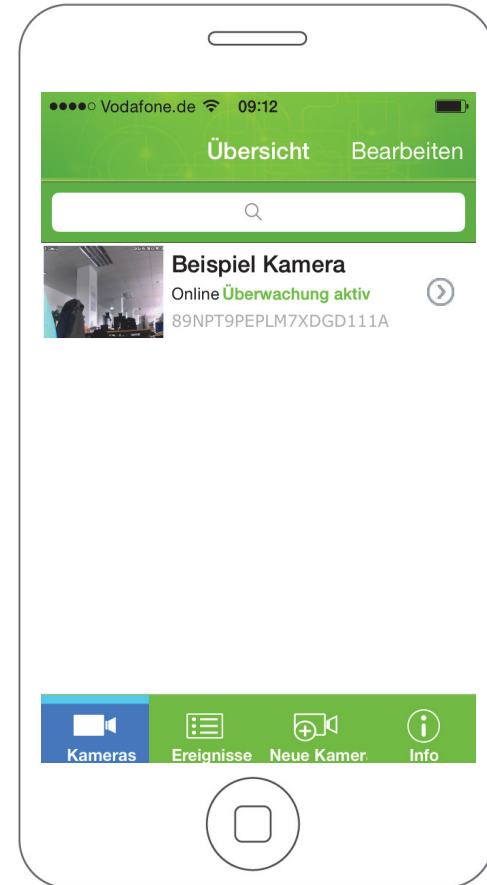 Vodafone.de 09:12
Übersicht Bearbeiten
Beispiel Kamera
Online Überwachung aktiv
89NPT9PEPLM7XDGD111A
Kameras Ereignisse Neue Kamer Info